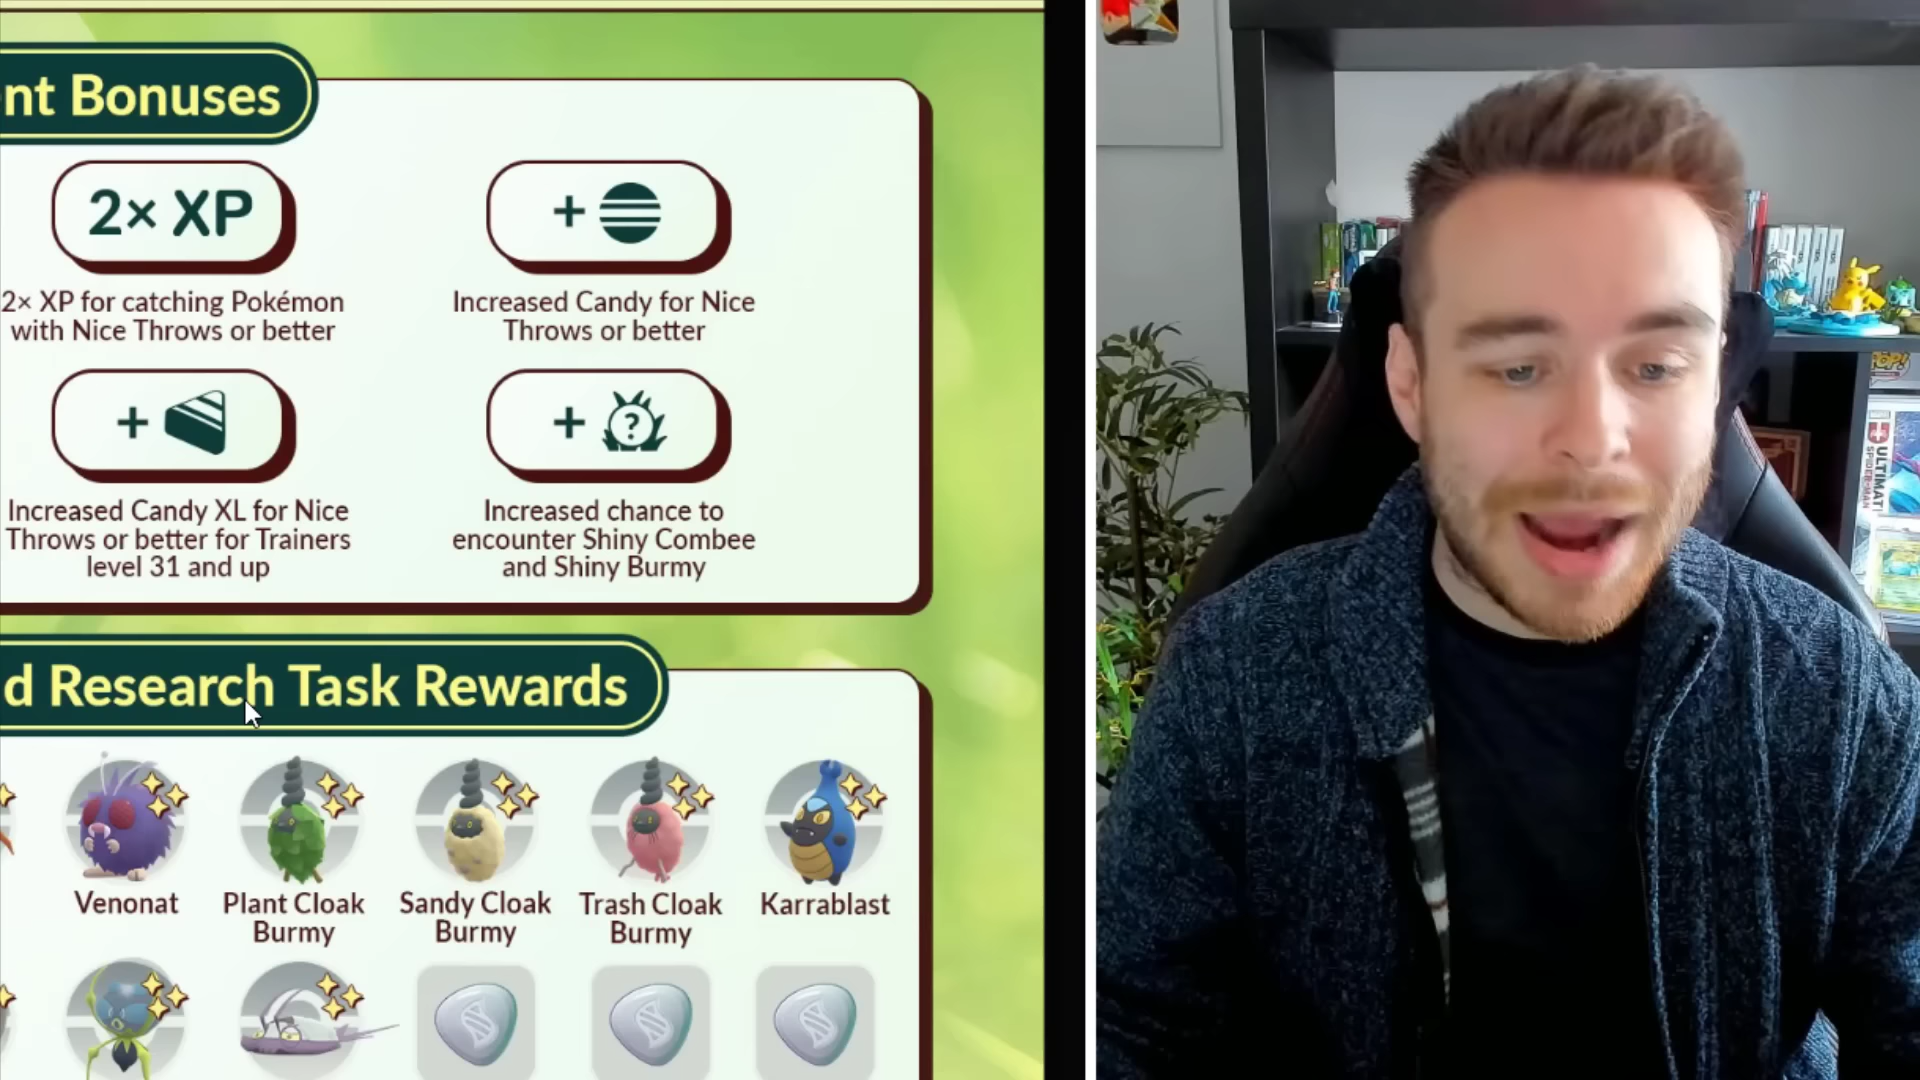 nt Bonuses
2× XP
+
2× XP for catching Pokémon
with Nice Throws or better
Increased Candy for Nice
Throws or better
+
+ ?
Increased Candy XL for Nice
Throws or better for Trainers
level 31 and up
Increased chance to
encounter Shiny Combee
and Shiny Burmy
d Research Task Rewards
Venonat
Plant Cloak
Burmy
Sandy Cloak
Burmy
Trash Cloak
Burmy
Karrablast
POP!
SPIDER-MAN